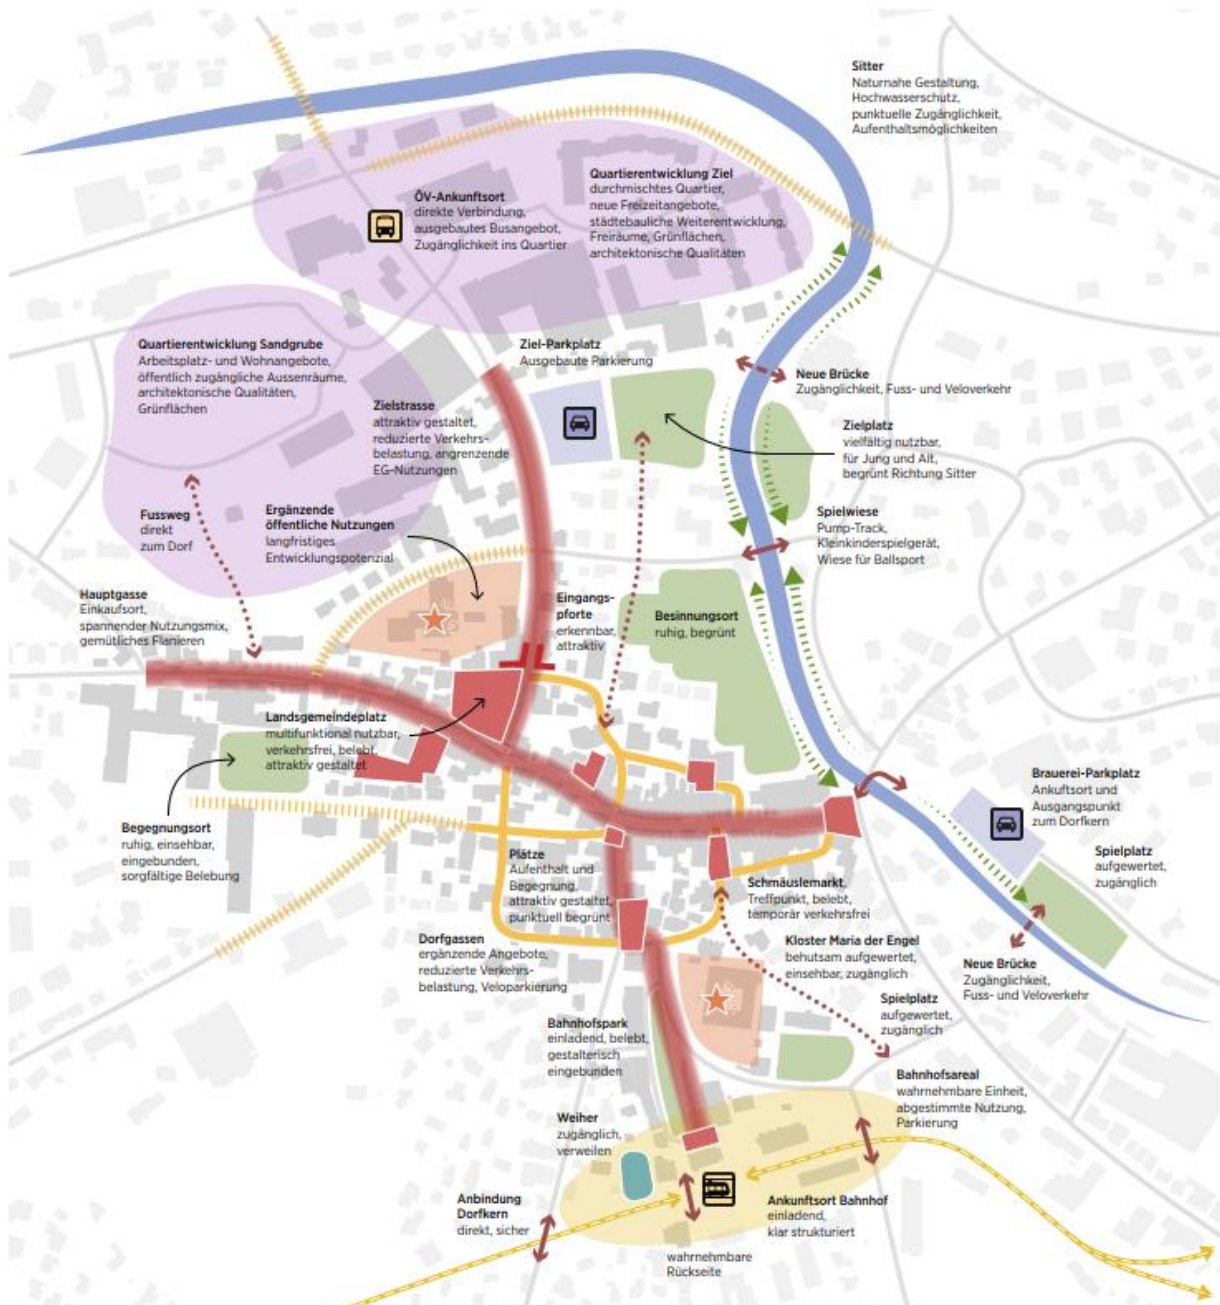 Sitter
Naturnahe Gestaltung,
Hochwasserschutz,
punktuelle Zugänglichkeit,
Aufenthaltsmöglichkeiten
Quartierentwicklung Ziel
durchmischtes Quartier,
neue Freizeitangebote,
städtebauliche Weiterentwicklung,
Freiräume, Grünflächen,
architektonische Qualitäten
ÖV-Ankunftsort
direkte Verbindung,
ausgebautes Busangebot,
Zugänglichkeit ins Quartier
Quartierentwicklung Sandgrube
Arbeitsplatz- und Wohnangebote,
öffentlich zugängliche Aussenräume,
architektonische Qualitäten,
Grünflächen
Ziel-Parkplatz
Ausgebaute Parkierung
Neue Brücke
Zugänglichkeit, Fuss- und Veloverkehr
Zielstrasse
attraktiv gestaltet,
reduzierte Verkehrs-
belastung, angrenzende
EG-Nutzungen
Zielplatz
vielfältig nutzbar,
für Jung und Alt,
begrünt Richtung Sitter
Fussweg
direkt
zum Dorf
Ergänzende
öffentliche Nutzungen
langfristiges
Entwicklungspotenzial
Spielwiese
Pump-Track,
Kleinkinderspielgerät,
Wiese für Ballsport
Hauptgasse
Einkaufsort,
spannender Nutzungsmix,
gemütliches Flanieren
Eingangs-
pforte
erkennbar,
attraktiv
Besinnungsort
ruhig, begrünt
Landsgemeindeplatz
multifunktional nutzbar,
verkehrsfrei, belebt,
attraktiv gestaltet
Brauerei-Parkplatz
Ankunftsort und
Ausgangspunkt
zum Dorfkern
Begegnungsort
ruhig, einsehbar,
eingebunden,
sorgfältige Belebung
Plätze
Aufenthalt und
Begegnung,
attraktiv gestaltet,
punktuell begrünt
Spielplatz
aufgewertet,
zugänglich
Schmäuslemarkt,
Treffpunkt, belebt,
temporär verkehrsfrei
Dorfgassen
ergänzende Angebote,
reduzierte Verkehrs-
belastung, Veloparkierung
Kloster Maria der Engel
behutsam aufgewertet,
einsehbar, zugänglich
Neue Brücke
Zugänglichkeit,
Fuss- und Veloverkehr
Spielplatz
aufgewertet,
zugänglich
Bahnhofspark
einladend, belebt,
gestalterisch
eingebunden
Bahnhofsareal
wahrnehmbare Einheit,
abgestimmte Nutzung,
Parkierung
Weiher
zugänglich,
verweilen
Anbindung
Dorfkern
direkt, sicher
Ankunftsort Bahnhof
einladend,
klar strukturiert
wahrnehmbare
Rückseite